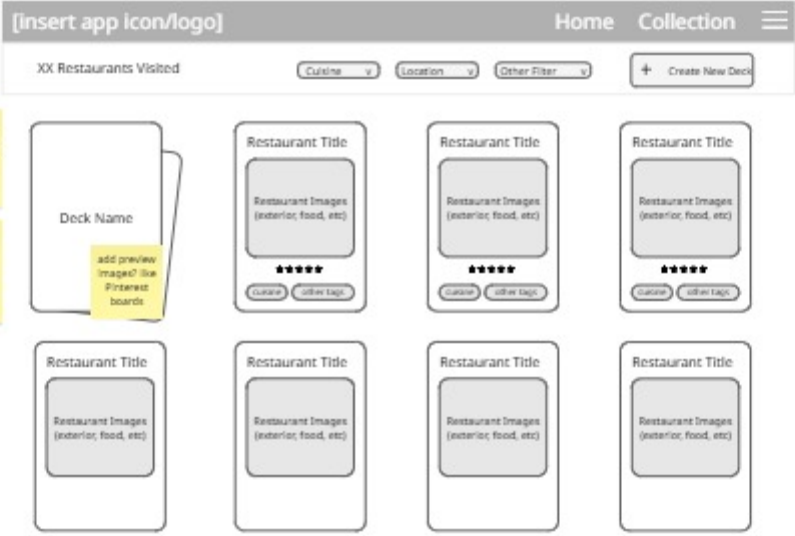 [insert app icon/logo]
Home
Collection
XX Restaurants Visited
Cuisine v
Location v
Other Filter v
+ Create New Deck
Deck Name
add preview
images? like
Pinterest
boards
Restaurant Title
Restaurant Images
(exterior, food, etc)
cuisine
other tags
Restaurant Title
Restaurant Images
(exterior, food, etc)
cuisine
other tags
Restaurant Title
Restaurant Images
(exterior, food, etc)
cuisine
other tags
Restaurant Title
Restaurant Images
(exterior, food, etc)
Restaurant Title
Restaurant Images
(exterior, food, etc)
Restaurant Title
Restaurant Images
(exterior, food, etc)
Restaurant Title
Restaurant Images
(exterior, food, etc)